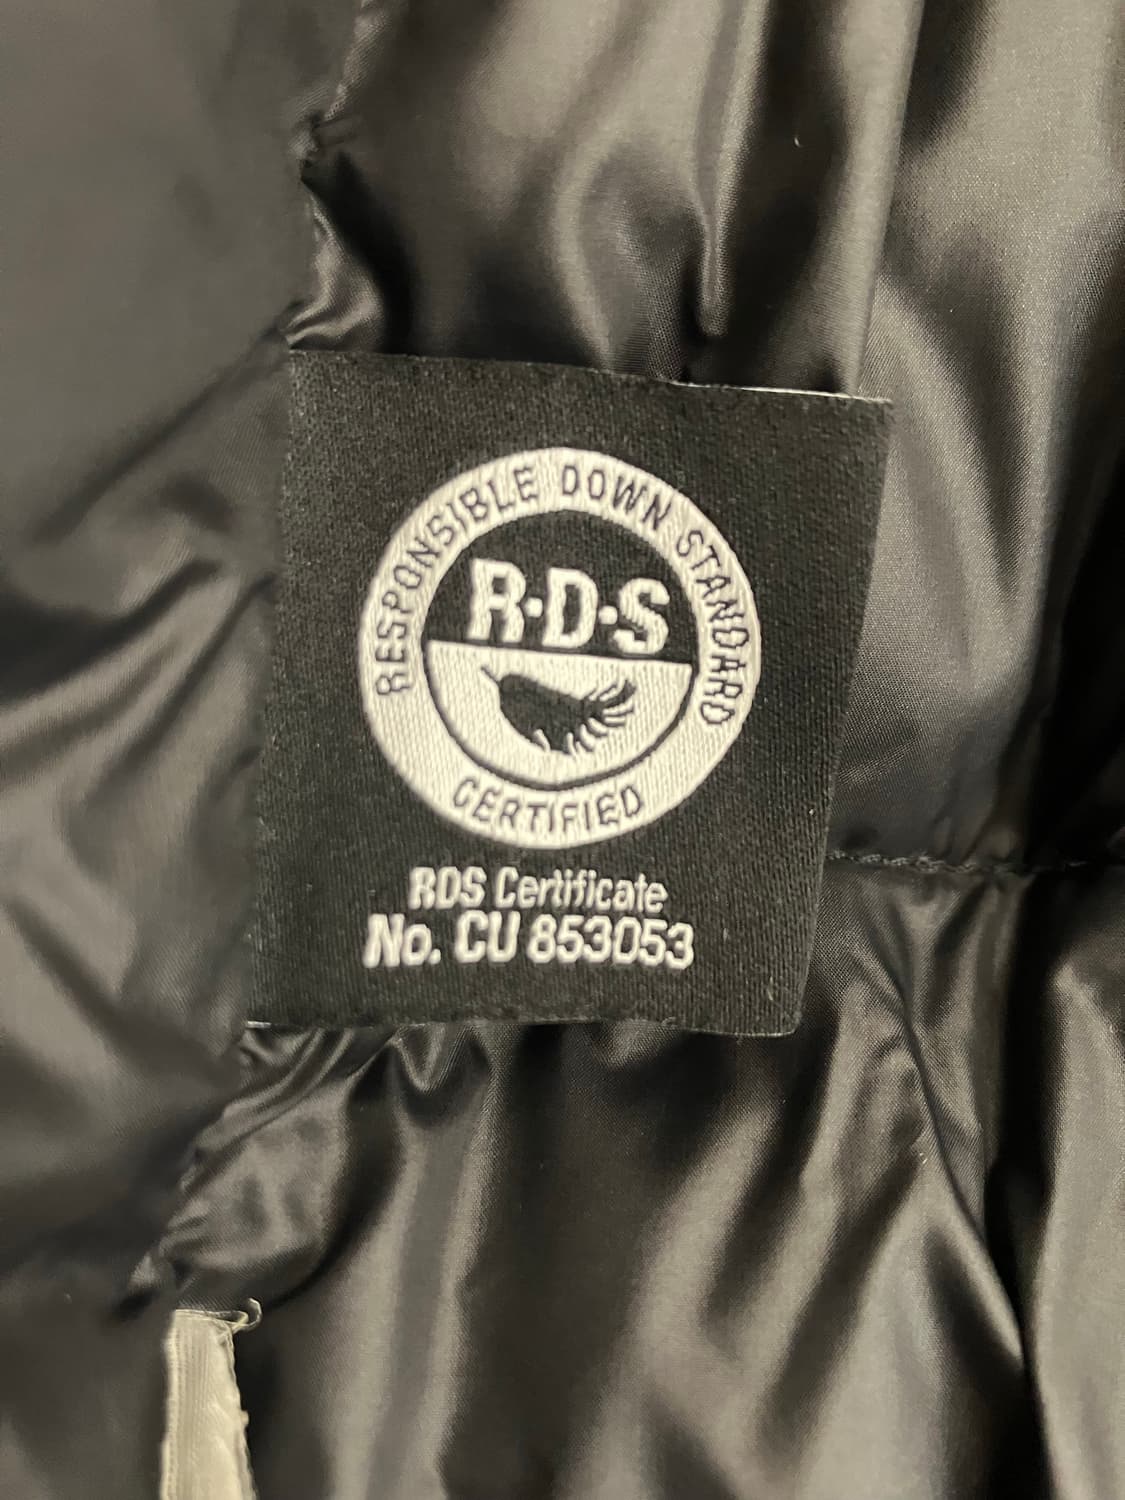 RESPONSIBLE DOWN STANDARD
R·D·S
CERTIFIED
RDS Certificate
No. CU 853053